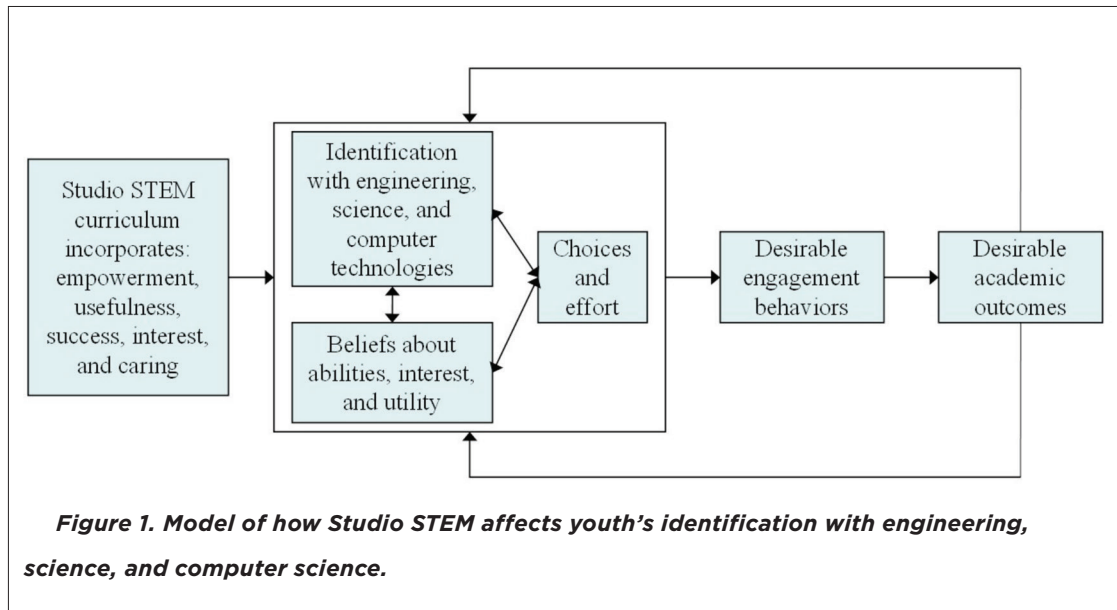 Studio STEM
curriculum
incorporates:
empowerment,
usefulness,
success, interest,
and caring
Identification
with engineering,
science, and
computer
technologies
Beliefs about
abilities, interest,
and utility
Choices
and
effort
Desirable
engagement
behaviors
Desirable
academic
outcomes
Figure 1. Model of how Studio STEM affects youth’s identification with engineering,
science, and computer science.